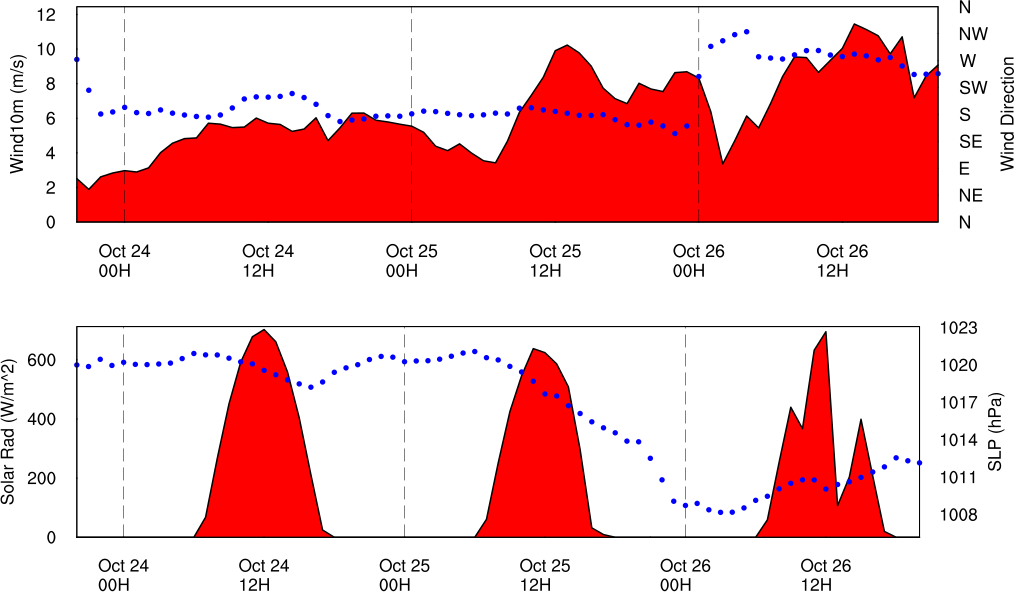 12
10
8
6
4
2
0
Wind10m (m/s)
N
NW
W
SW
S
SE
E
NE
N
Wind Direction
Oct 24
00H
Oct 24
12H
Oct 25
00H
Oct 25
12H
Oct 26
00H
Oct 26
12H
600
400
200
0
Solar Rad (W/m^2)
1023
1020
1017
1014
1011
1008
SLP (hPa)
Oct 24
00H
Oct 24
12H
Oct 25
00H
Oct 25
12H
Oct 26
00H
Oct 26
12H